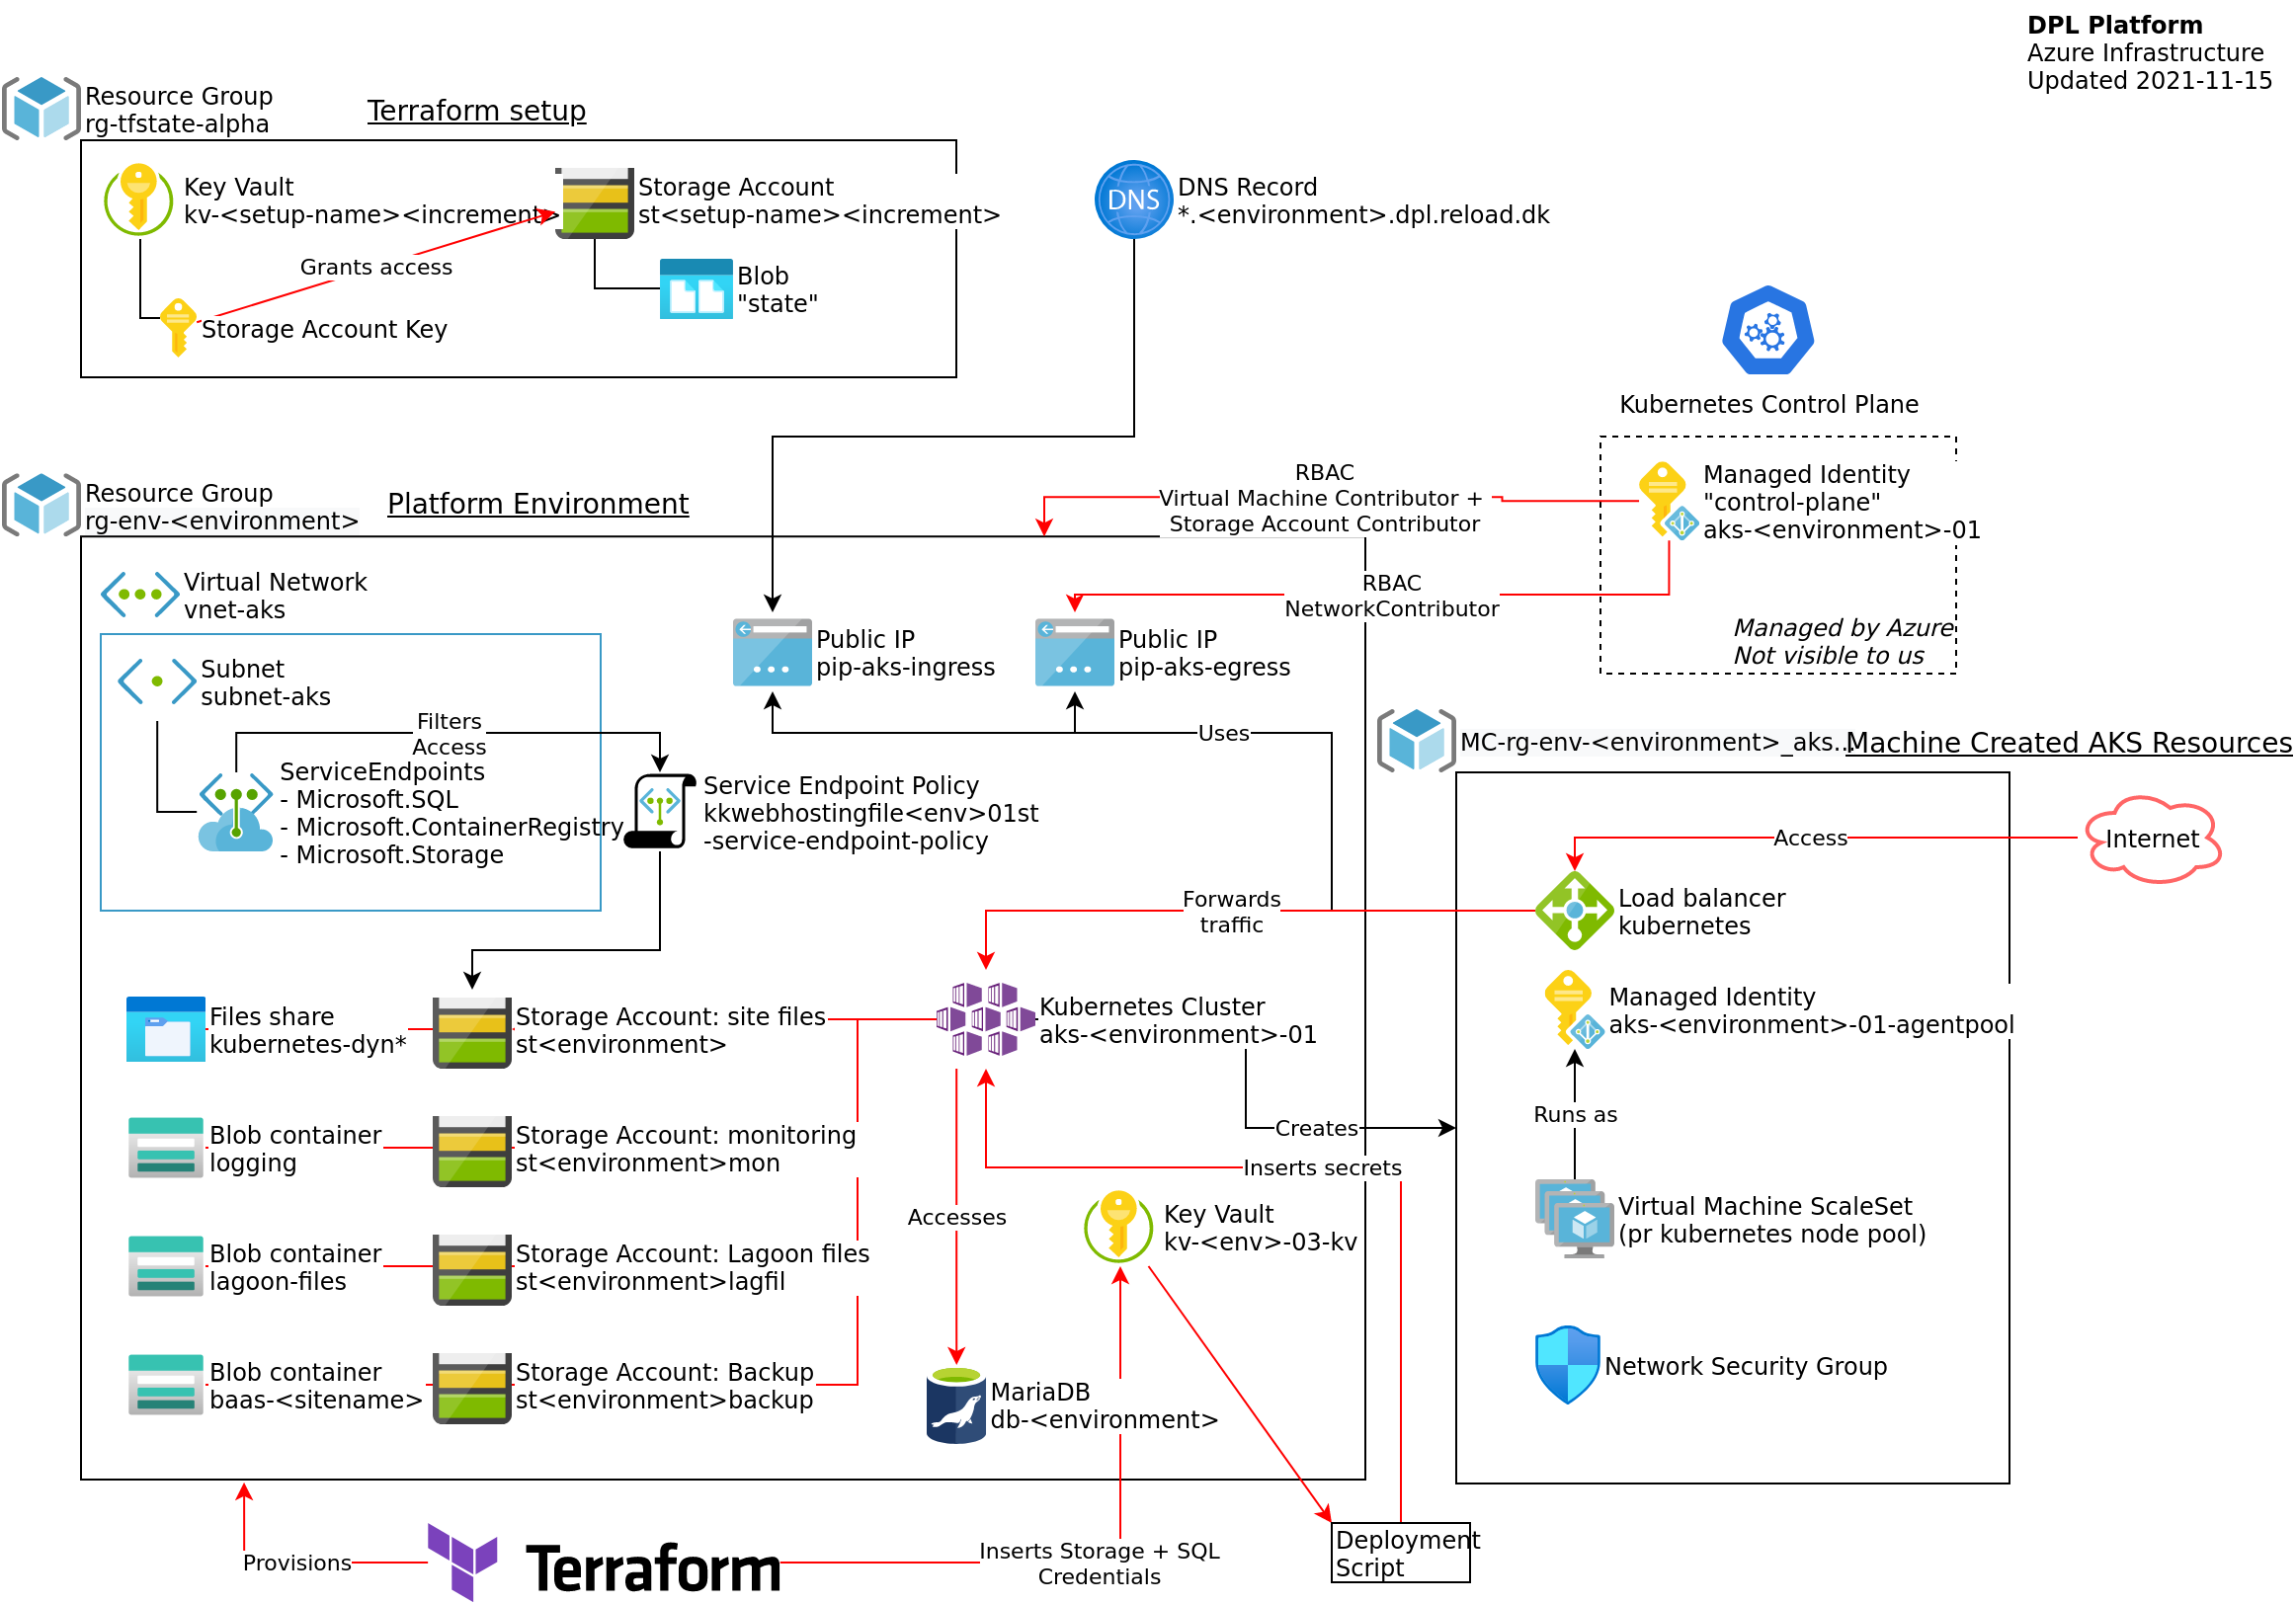 DPL Platform
Azure Infrastructure
Updated 2021-11-15
Resource Group
rg-tfstate-alpha
Terraform setup
Key Vault
kv-<setup-name><increment>
Storage Account
st<setup-name><increment>
Grants access
Blob
"state"
Storage Account Key
DNS
DNS Record
*.<environment>.dpl.reload.dk
Kubernetes Control Plane
Resource Group
rg-env-<environment>
Platform Environment
RBAC
Virtual Machine Contributor +
Storage Account Contributor
Managed Identity
"control-plane"
aks-<environment>-01
RBAC
NetworkContributor
Managed by Azure
Not visible to us
Virtual Network
vnet-aks
Subnet
subnet-aks
Public IP
pip-aks-ingress
Public IP
pip-aks-egress
Filters
Access
Uses
ServiceEndpoints
- Microsoft.SQL
- Microsoft.ContainerRegistry
- Microsoft.Storage
Service Endpoint Policy
kkwebhostingfile<env>01st
-service-endpoint-policy
MC-rg-env-<environment>_aks...
Machine Created AKS Resources
Access
Internet
Forwards
traffic
Load balancer
kubernetes
Files share
kubernetes-dyn*
Storage Account: site files
st<environment>
Kubernetes Cluster
aks-<environment>-01
Managed Identity
aks-<environment>-01-agentpool
Runs as
Creates
Blob container
logging
Storage Account: monitoring
st<environment>mon
Inserts secrets
Accesses
Key Vault
kv-<env>-03-kv
Virtual Machine ScaleSet
(pr kubernetes node pool)
Blob container
lagoon-files
Storage Account: Lagoon files
st<environment>lagfil
Blob container
baas-<sitename>
Storage Account: Backup
st<environment>backup
MariaDB
db-<environment>
Network Security Group
Provisions
Terraform
Inserts Storage + SQL
Credentials
Deployment
Script